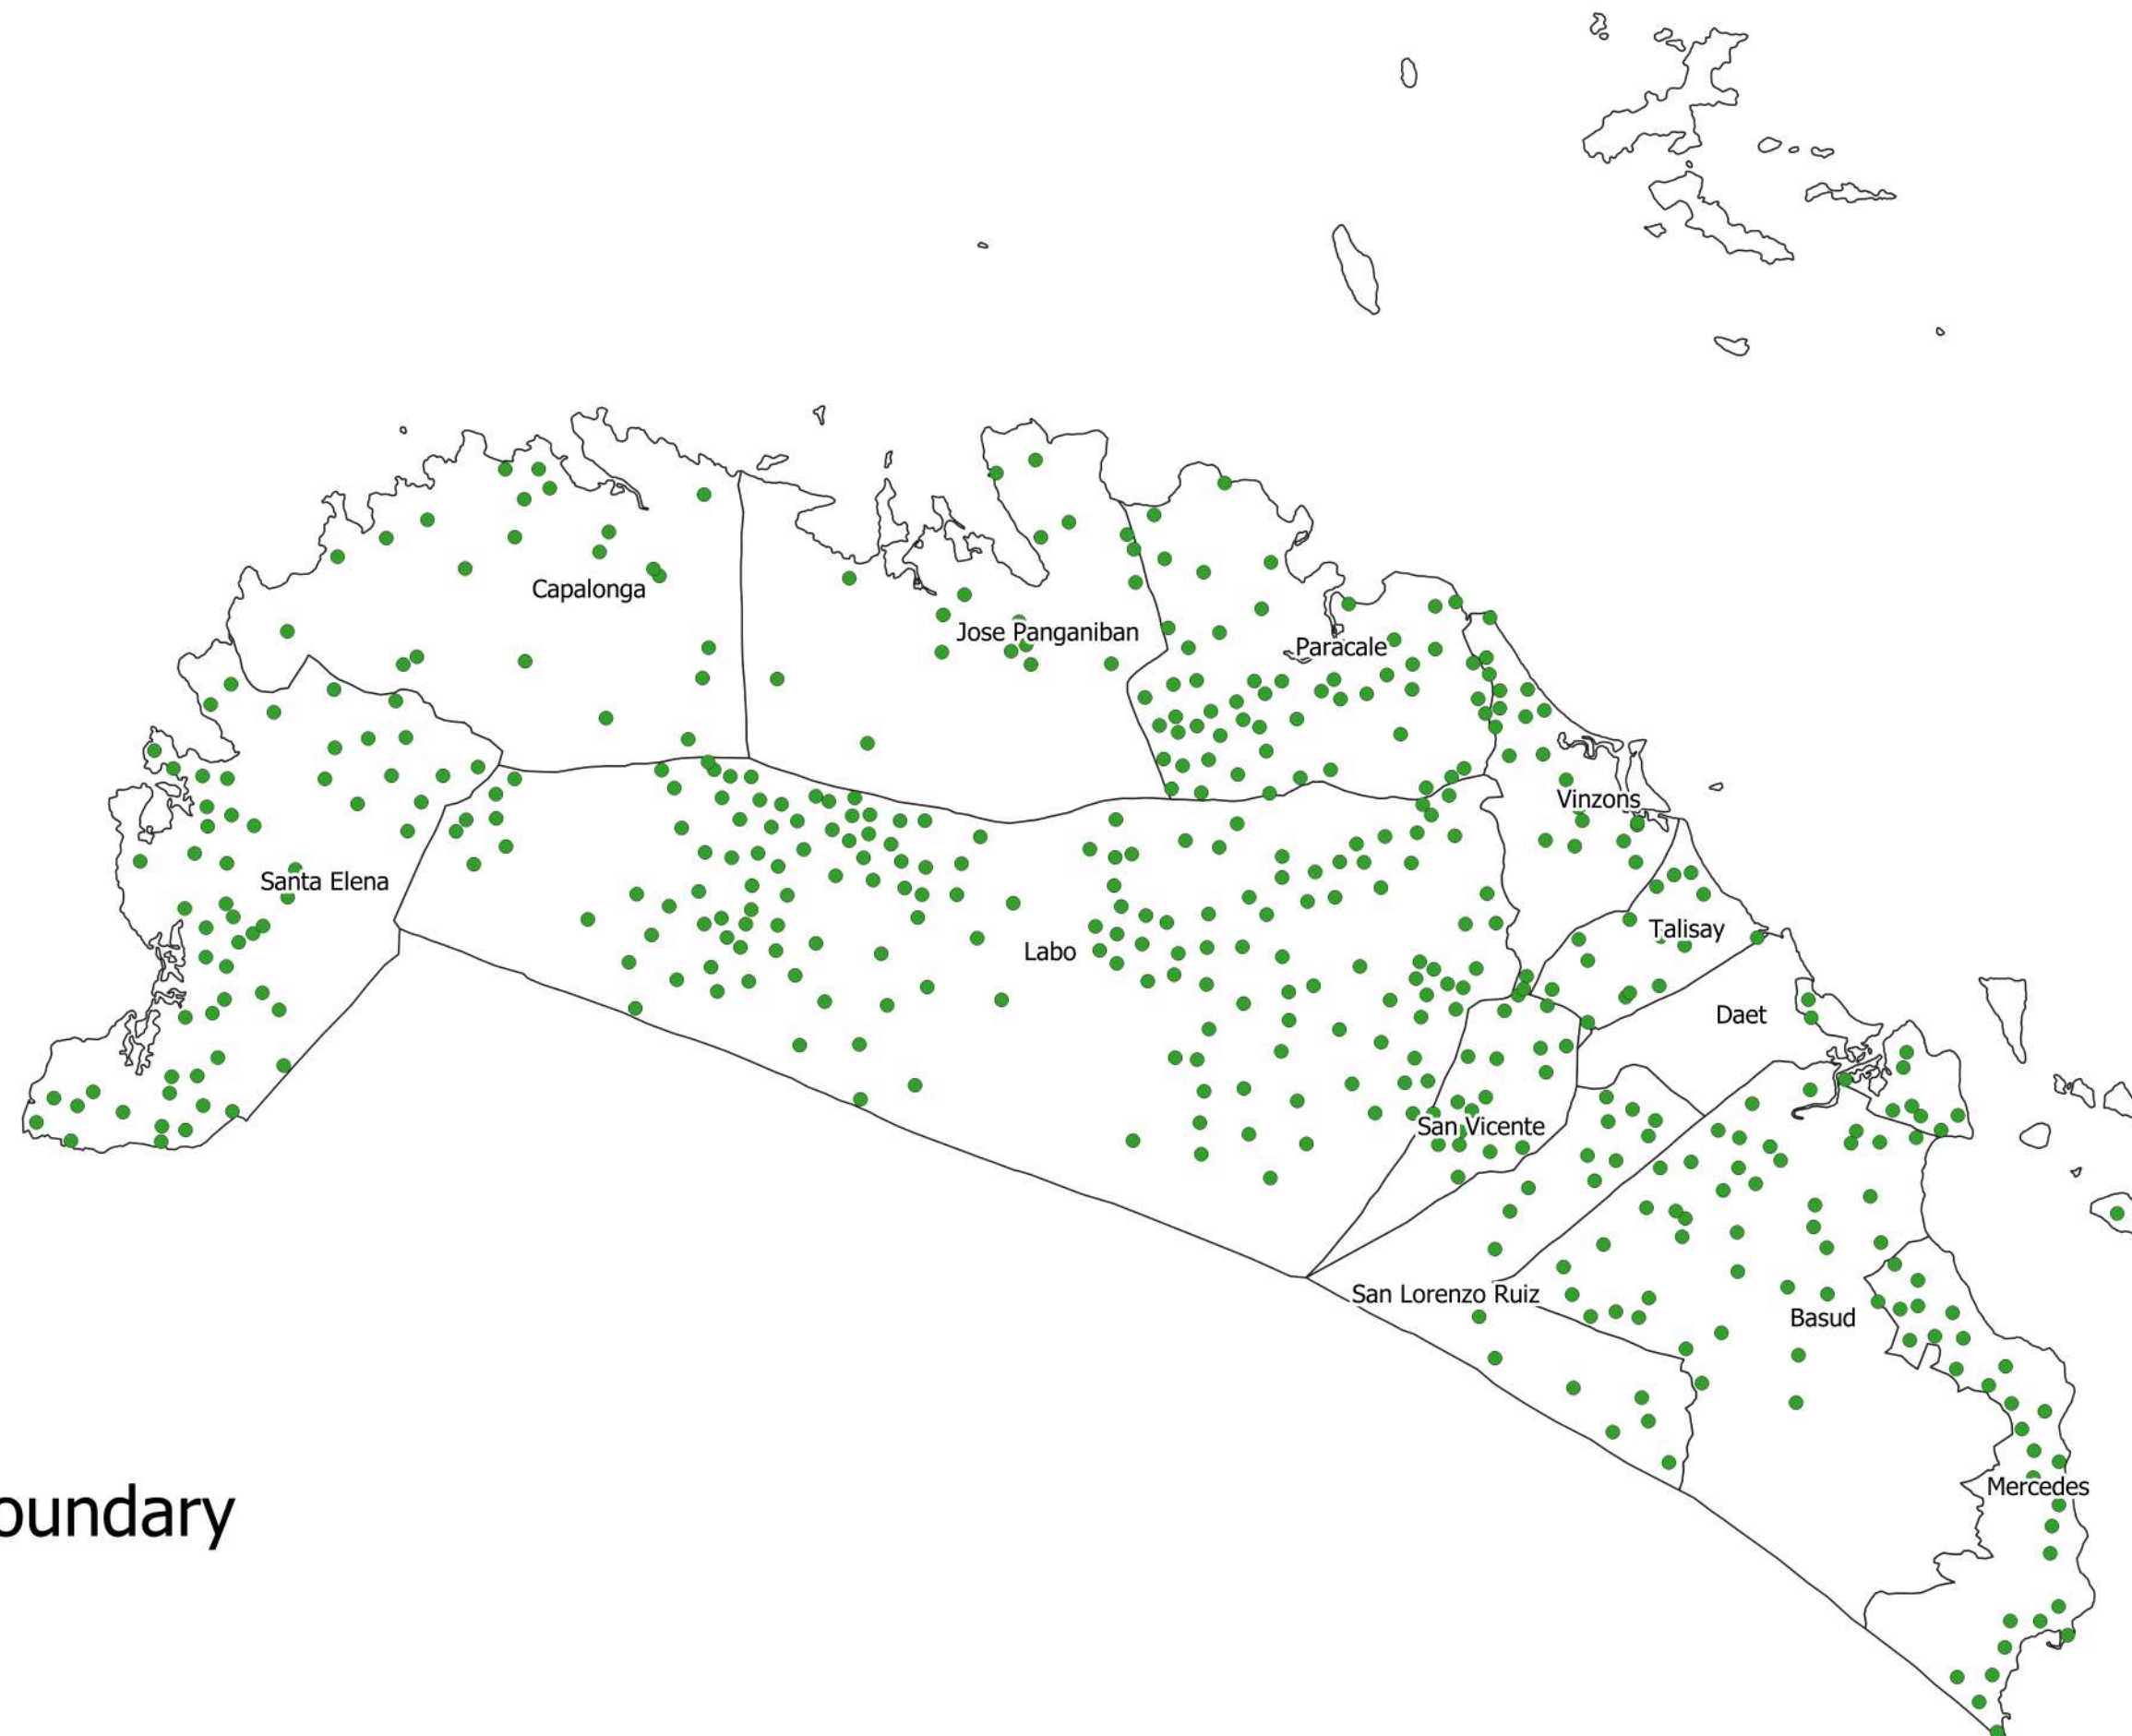 Capalonga
Jose Panganiban
Paracale
Vinzons
Santa Elena
Talisay
Labo
Daet
San Vicente
San Lorenzo Ruiz
Basud
Mercedes
oundary